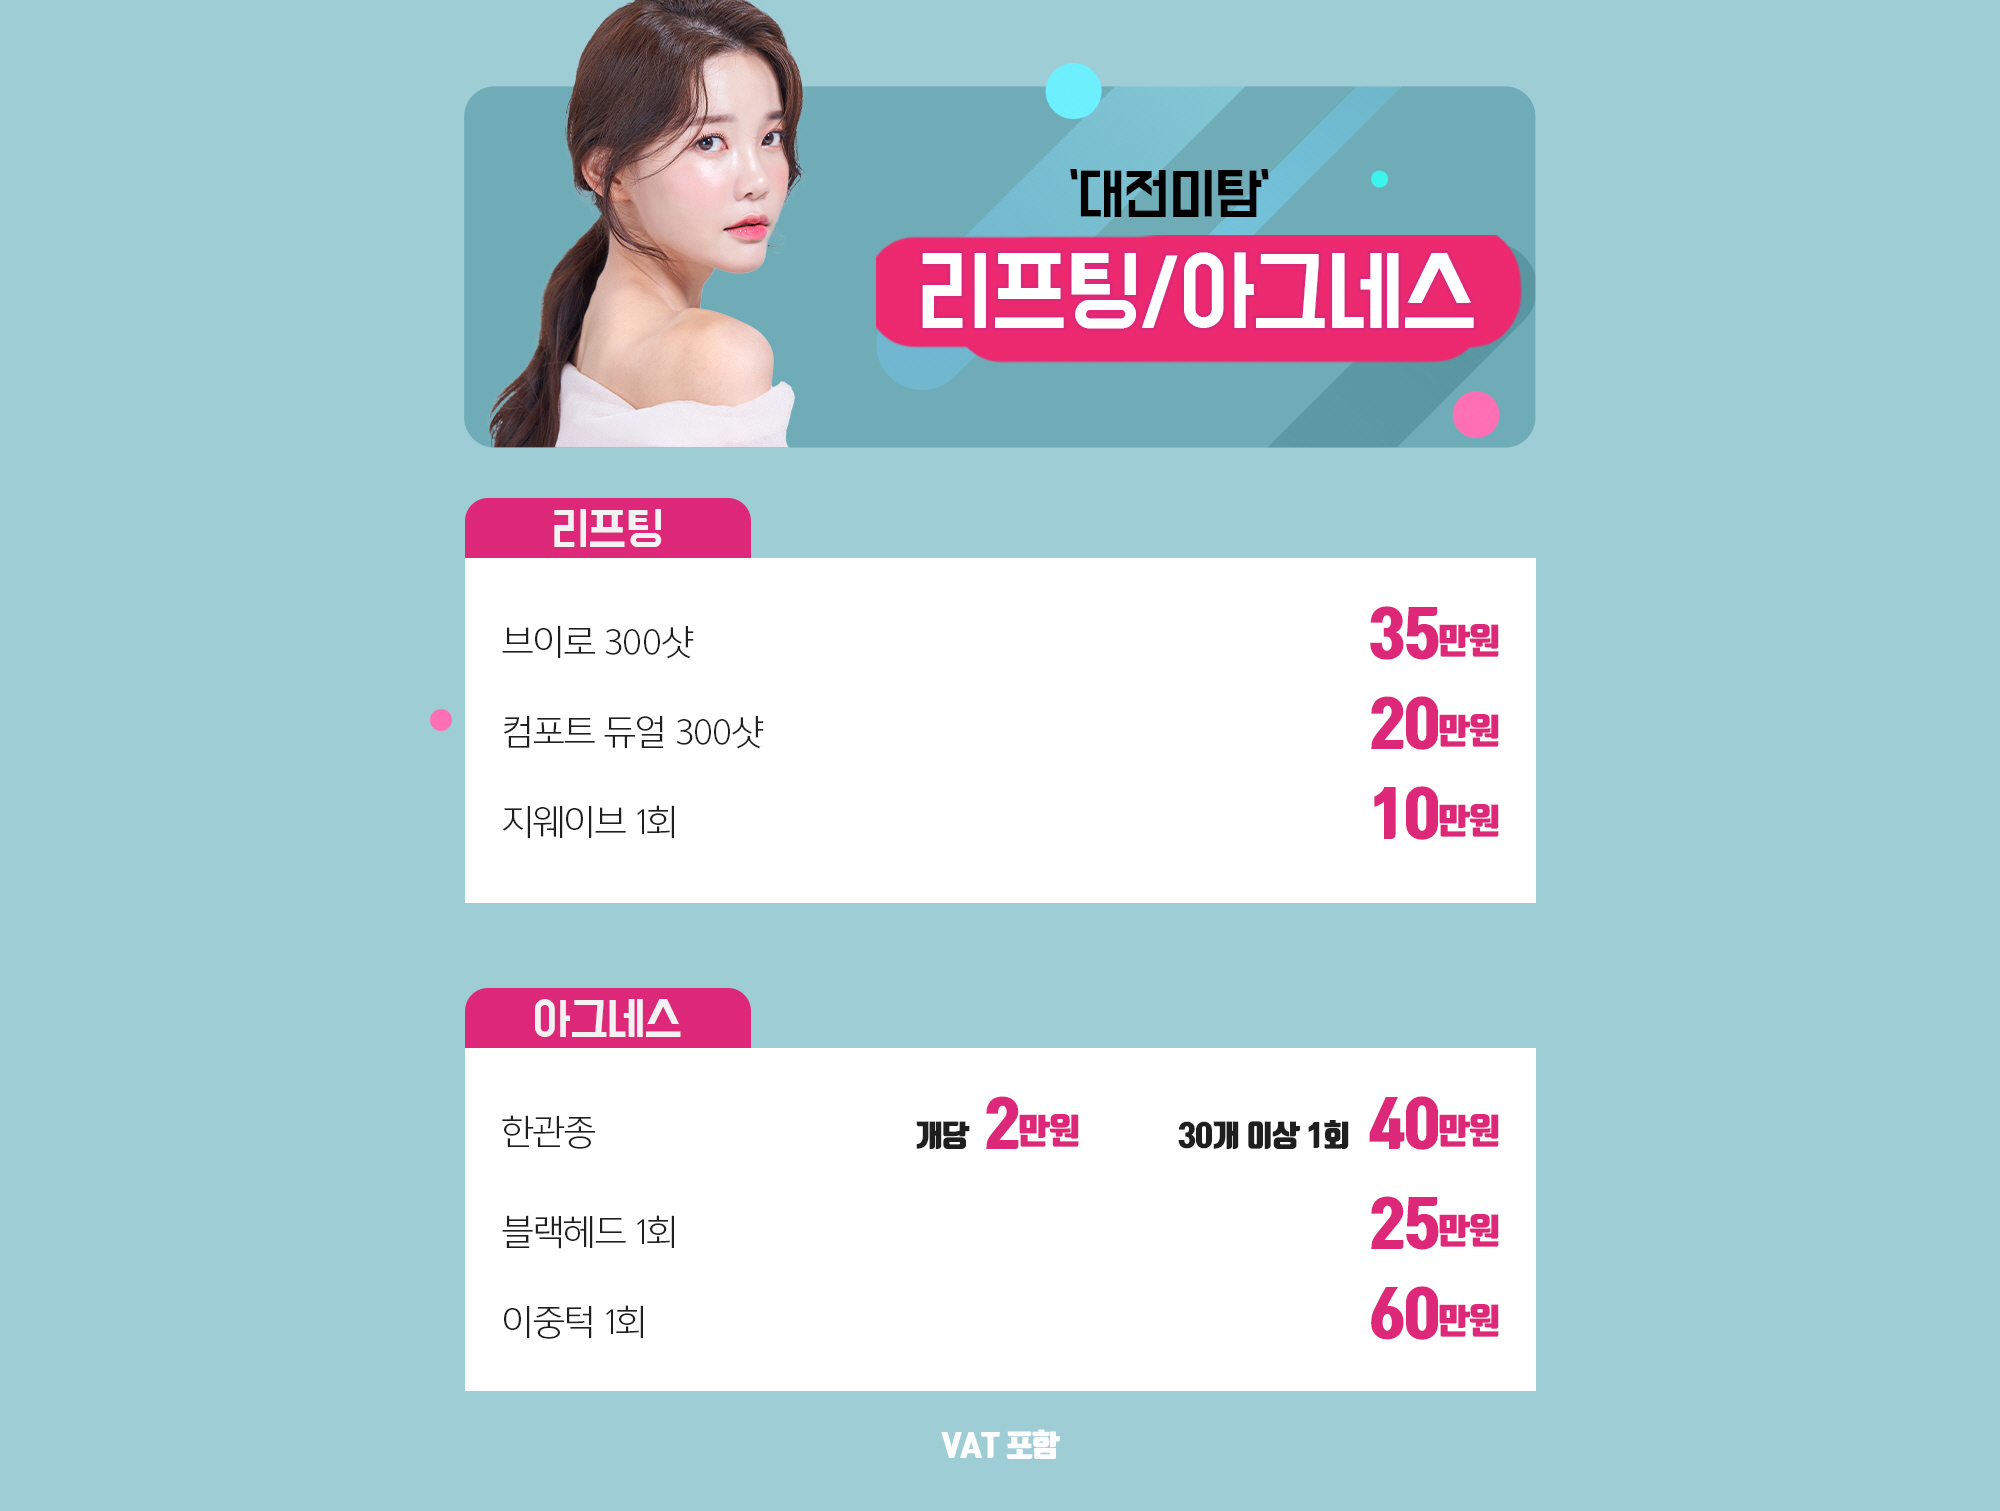 '대전미탐'
리프팅/아그네스
리프팅
브이로 300샷 35만원
컴포트 듀얼 300샷 20만원
지웨이브 1회 10만원
아그네스
한관종 개당 2만원 30개 이상 1회 40만원
블랙헤드 1회 25만원
이중턱 1회 60만원
VAT 포함